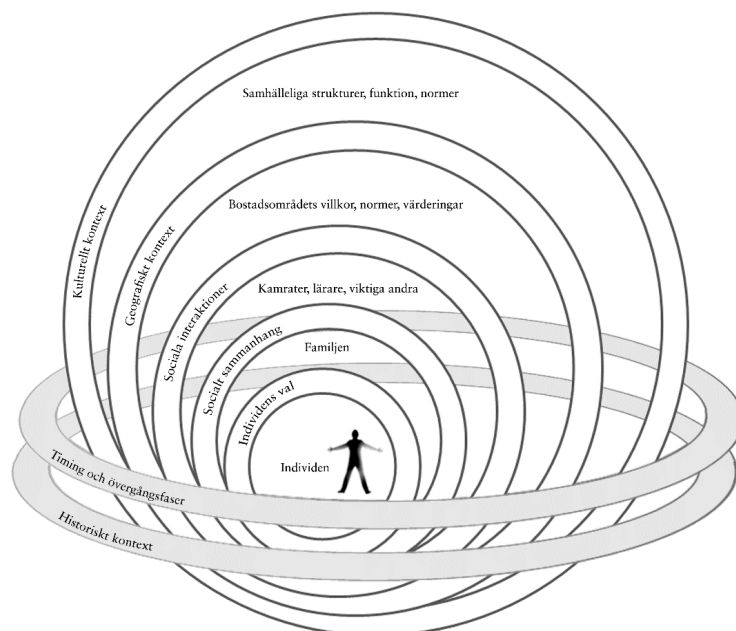 Samhälleliga strukturer, funktion, normer
Kulturellt kontext
Bostadsområdets villkor, normer, värderingar
Geografiskt kontext
Kamrater, lärare, viktiga andra
Sociala interaktioner
Familjen
Socialt sammanhang
Individens val
Individen
Timing och övergångsfaser
Historiskt kontext